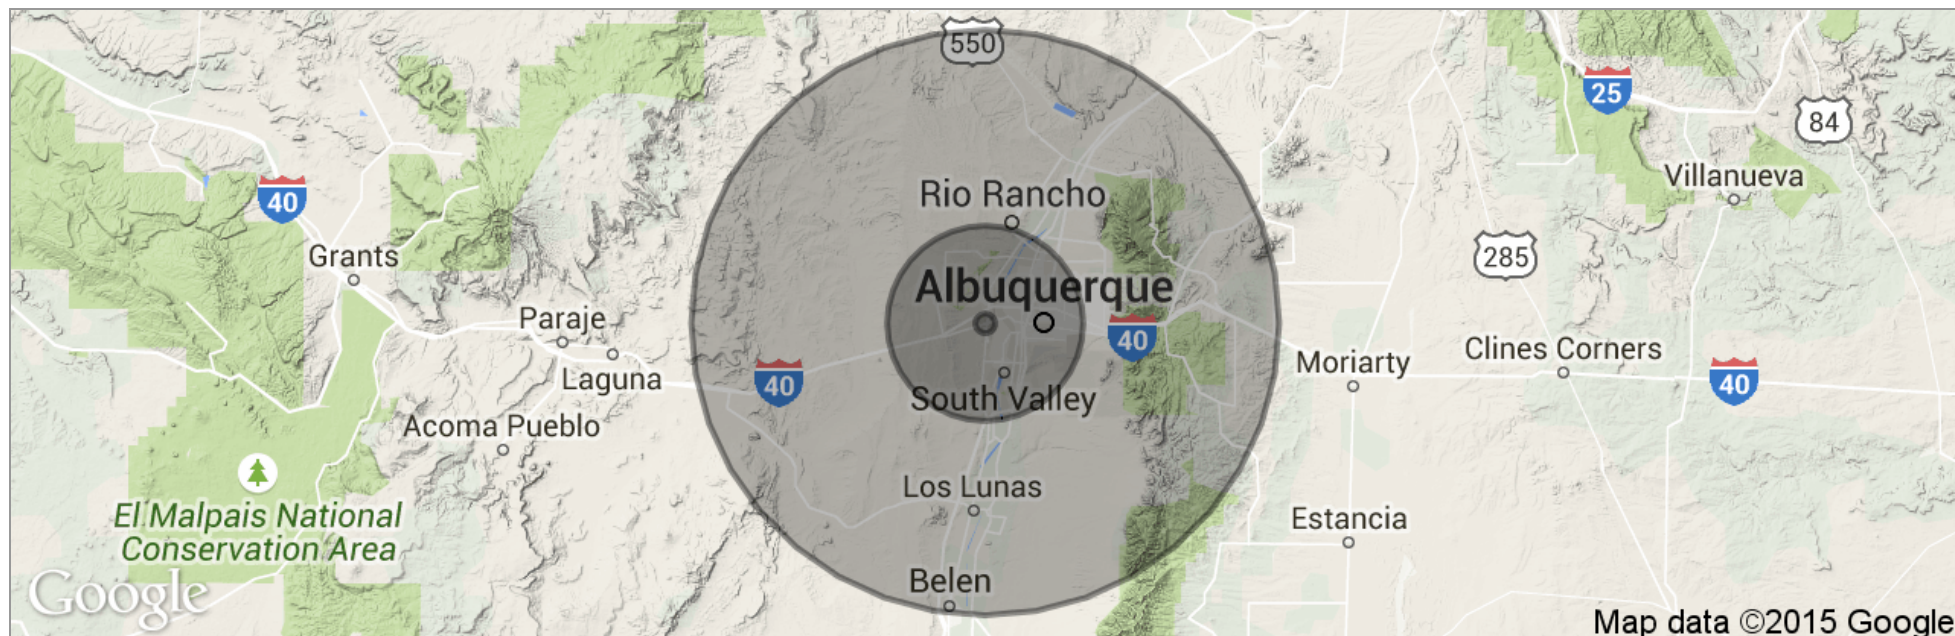 550
25
84
Villanueva
40
Rio Rancho
Grants
285
Albuquerque
Paraje
40
Moriarty
Clines Corners
Laguna
40
40
South Valley
Acoma Pueblo
Los Lunas
El Malpais National
Conservation Area
Estancia
Belen
Google
Map data ©2015 Google